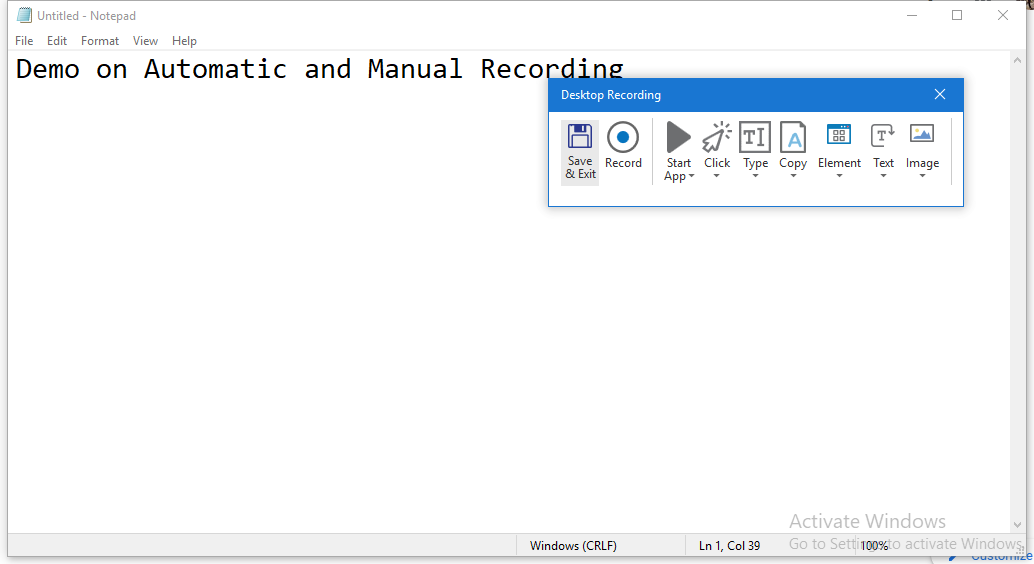 Untitled - Notepad
File Edit Format View Help
Demo on Automatic and Manual Recording
Desktop Recording
Save & Exit
Record
Start App
Click
Type
Copy
Element
Text
Image
Activate Windows
Go to Settings to activate Windows.
Windows (CRLF) Ln 1, Col 39 100%
Customize